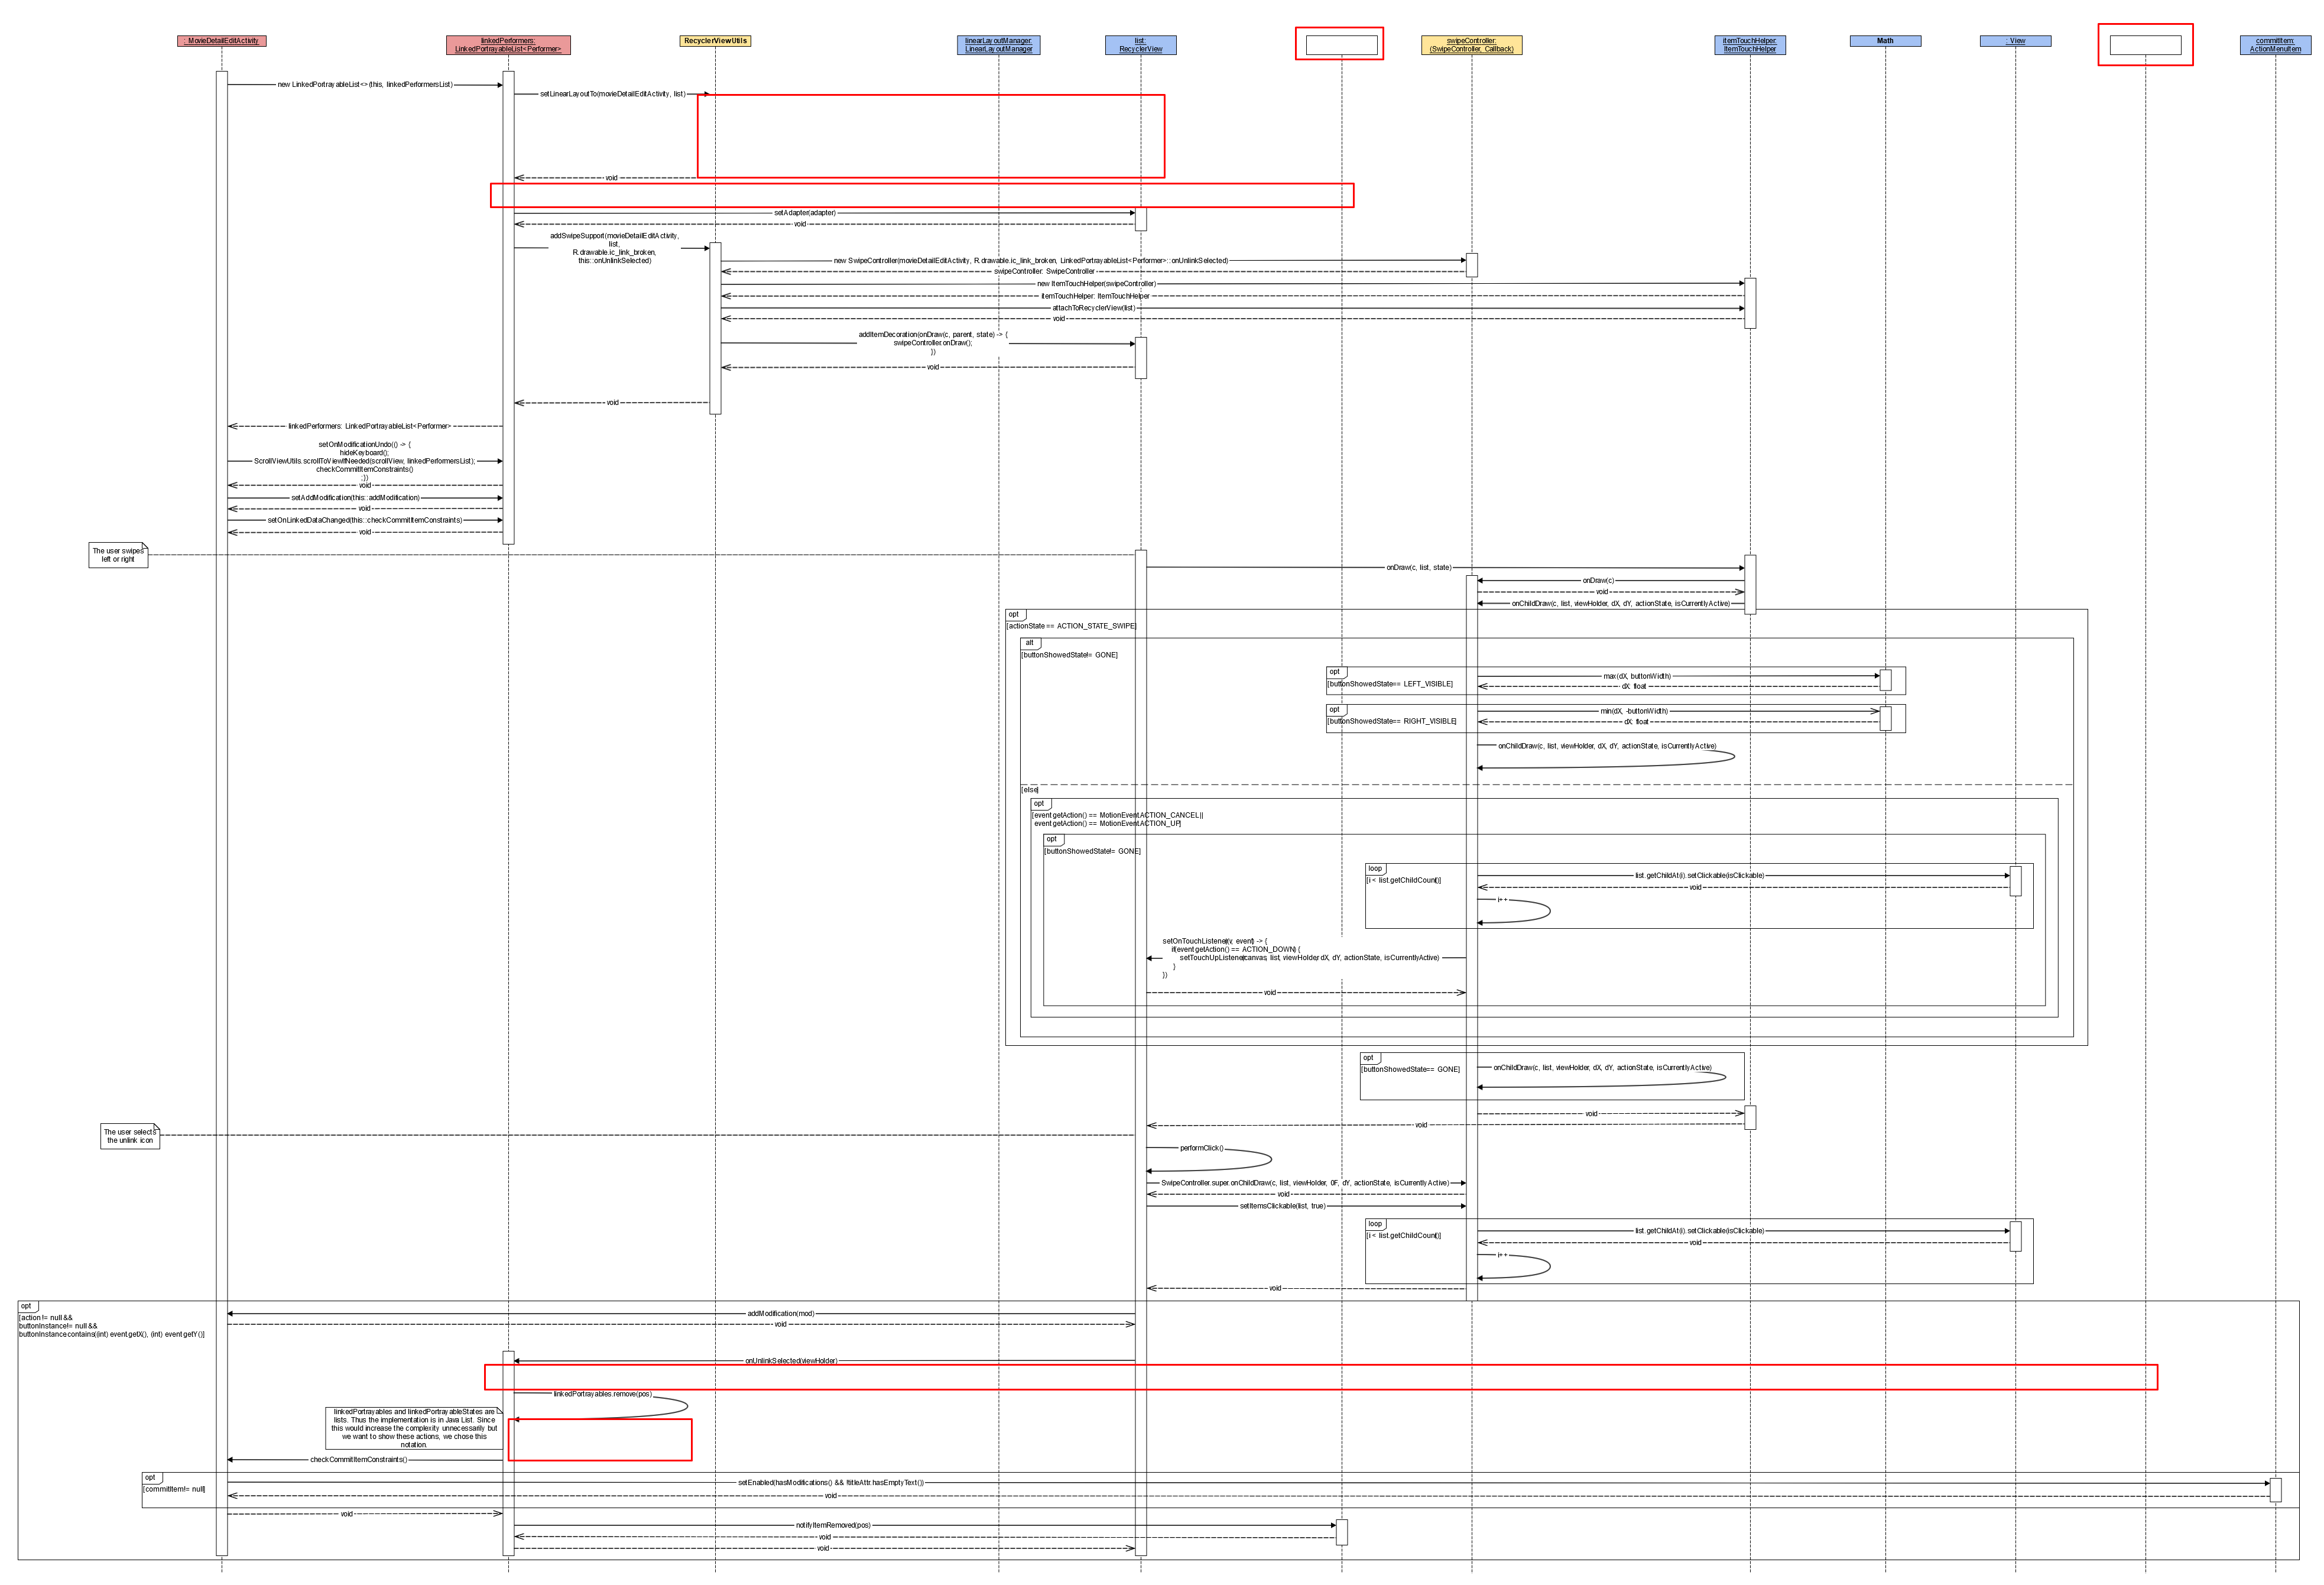 : MovieDetailEditActivity
linkedPerformers:
LinkedPortrayableList<Performer>
RecyclerViewUtils
linearLayoutManager:
LinearLayoutManager
list:
RecyclerView
swipeController:
(SwipeController, Callback)
itemTouchHelper:
ItemTouchHelper
Math
: View
commitItem:
ActionMenuItem
new LinkedPortrayableList<>(this, linkedPerformersList)
setLinearLayoutTo(movieDetailEditActivity, list)
void
setAdapter(adapter)
void
addSwipeSupport(movieDetailEditActivity,
list,
R.drawable.ic_link_broken,
this::onUnlinkSelected)
new SwipeController(movieDetailEditActivity, R.drawable.ic_link_broken, LinkedPortrayableList<Performer>::onUnlinkSelected)
swipeController: SwipeController
new ItemTouchHelper(swipeController)
itemTouchHelper: ItemTouchHelper
attachToRecyclerView(list)
void
addItemDecoration(onDraw(c, parent, state) -> {
swipeController.onDraw();
})
void
void
linkedPerformers: LinkedPortrayableList<Performer>
setOnModificationUndo(() -> {
hideKeyboard();
ScrollViewUtils.scrollToViewIfNeeded(scrollView, linkedPerformersList);
checkCommitItemConstraints()
;})
void
setAddModification(this::addModification)
void
setOnLinkedDataChanged(this::checkCommitItemConstraints)
void
The user swipes
left or right
onDraw(c, list, state)
onDraw(c)
void
onChildDraw(c, list, viewHolder, dX, dY, actionState, isCurrentlyActive)
opt
[actionState == ACTION_STATE_SWIPE]
alt
[buttonShowedState!= GONE]
opt
[buttonShowedState== LEFT_VISIBLE]
max(dX, buttonWidth)
dX: float
opt
[buttonShowedState== RIGHT_VISIBLE]
min(dX, -buttonWidth)
dX: float
onChildDraw(c, list, viewHolder, dX, dY, actionState, isCurrentlyActive)
[else]
opt
[event.getAction() == MotionEvent.ACTION_CANCEL ||
event.getAction() == MotionEvent.ACTION_UP]
opt
[buttonShowedState!= GONE]
loop
[i < list.getChildCount()]
list.getChildAt(i).setClickable(isClickable)
void
i++
setOnTouchListener((v, event) -> {
if(event.getAction() == ACTION_DOWN) {
setTouchUpListener(canvas, list, viewHolder, dX, dY, actionState, isCurrentlyActive)
}
})
void
opt
[buttonShowedState== GONE]
onChildDraw(c, list, viewHolder, dX, dY, actionState, isCurrentlyActive)
void
void
The user selects
the unlink icon
performClick()
SwipeController.super.onChildDraw(c, list, viewHolder, 0F, dY, actionState, isCurrentlyActive)
void
setItemsClickable(list, true)
loop
[i < list.getChildCount()]
list.getChildAt(i).setClickable(isClickable)
void
i++
void
opt
[action != null &&
buttonInstance!= null &&
buttonInstance.contains((int) event.getX(), (int) event.getY())]
addModification(mod)
void
onUnlinkSelected(viewHolder)
linkedPortrayables.remove(pos)
linkedPortrayables and linkedPortrayableStates are
lists. Thus the implementation is in Java List. Since
this would increase the complexity unnecessarily but
we want to show these actions, we chose this
notation.
checkCommitItemConstraints()
opt
[commitItem!= null]
setEnabled(hasModifications() && !titleAttr.hasEmptyText())
void
void
notifyItemRemoved(pos)
void
void